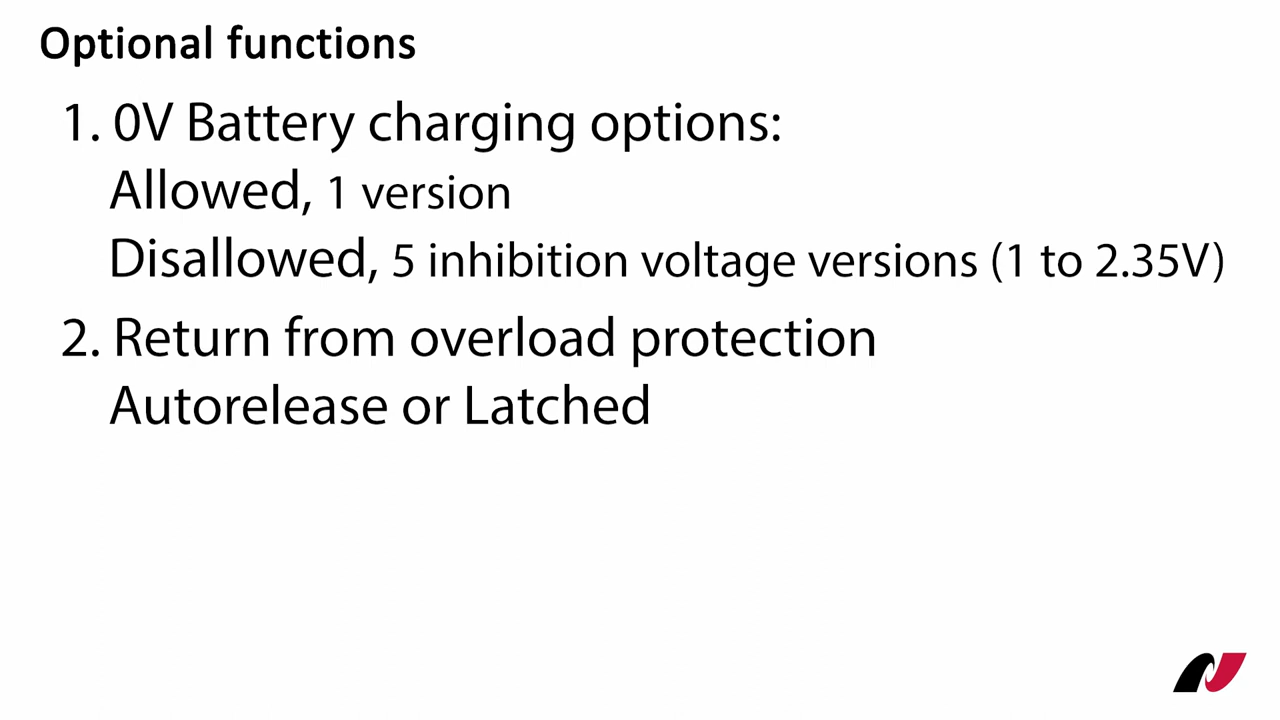 Optional functions
1. 0V Battery charging options:
Allowed, 1 version
Disallowed, 5 inhibition voltage versions (1 to 2.35V)
2. Return from overload protection
Autorelease or Latched